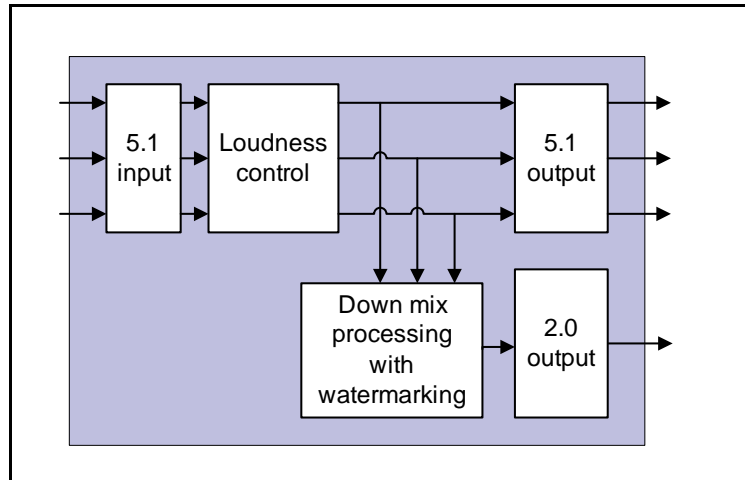 5.1
input
Loudness
control
5.1
output
Down mix
processing
with
watermarking
2.0
output